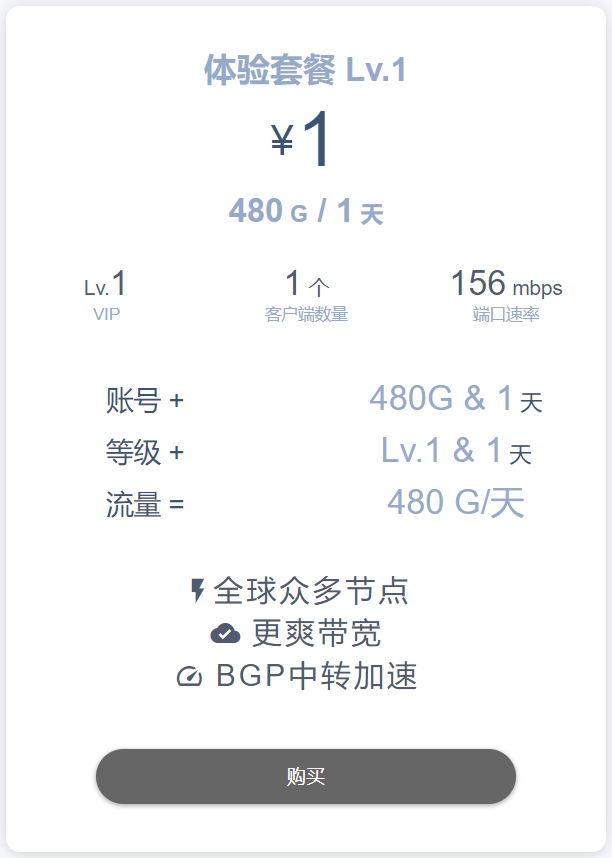 体验套餐 Lv.1
¥1
480 G / 1 天
Lv.1 1 个 156 mbps
VIP 客户端数量 端口速率
账号 + 480G & 1 天
等级 + Lv.1 & 1 天
流量 = 480 G/天
全球众多节点
更爽带宽
BGP中转加速
购买